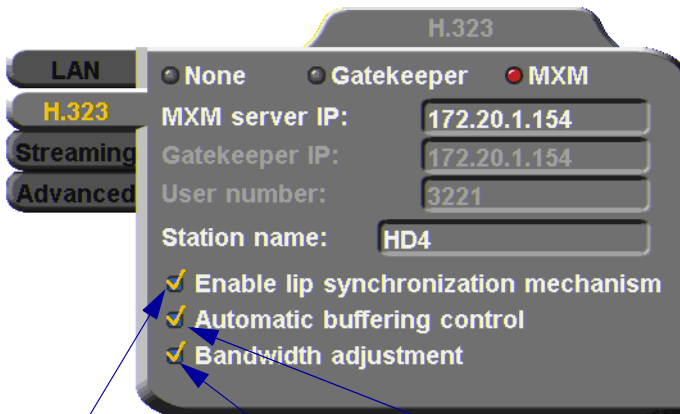 H.323
LAN
H.323
Streaming
Advanced
None Gatekeeper MXM
MXM server IP: 172.20.1.154
Gatekeeper IP: 172.20.1.154
User number: 3221
Station name: HD4
Enable lip synchronization mechanism
Automatic buffering control
Bandwidth adjustment